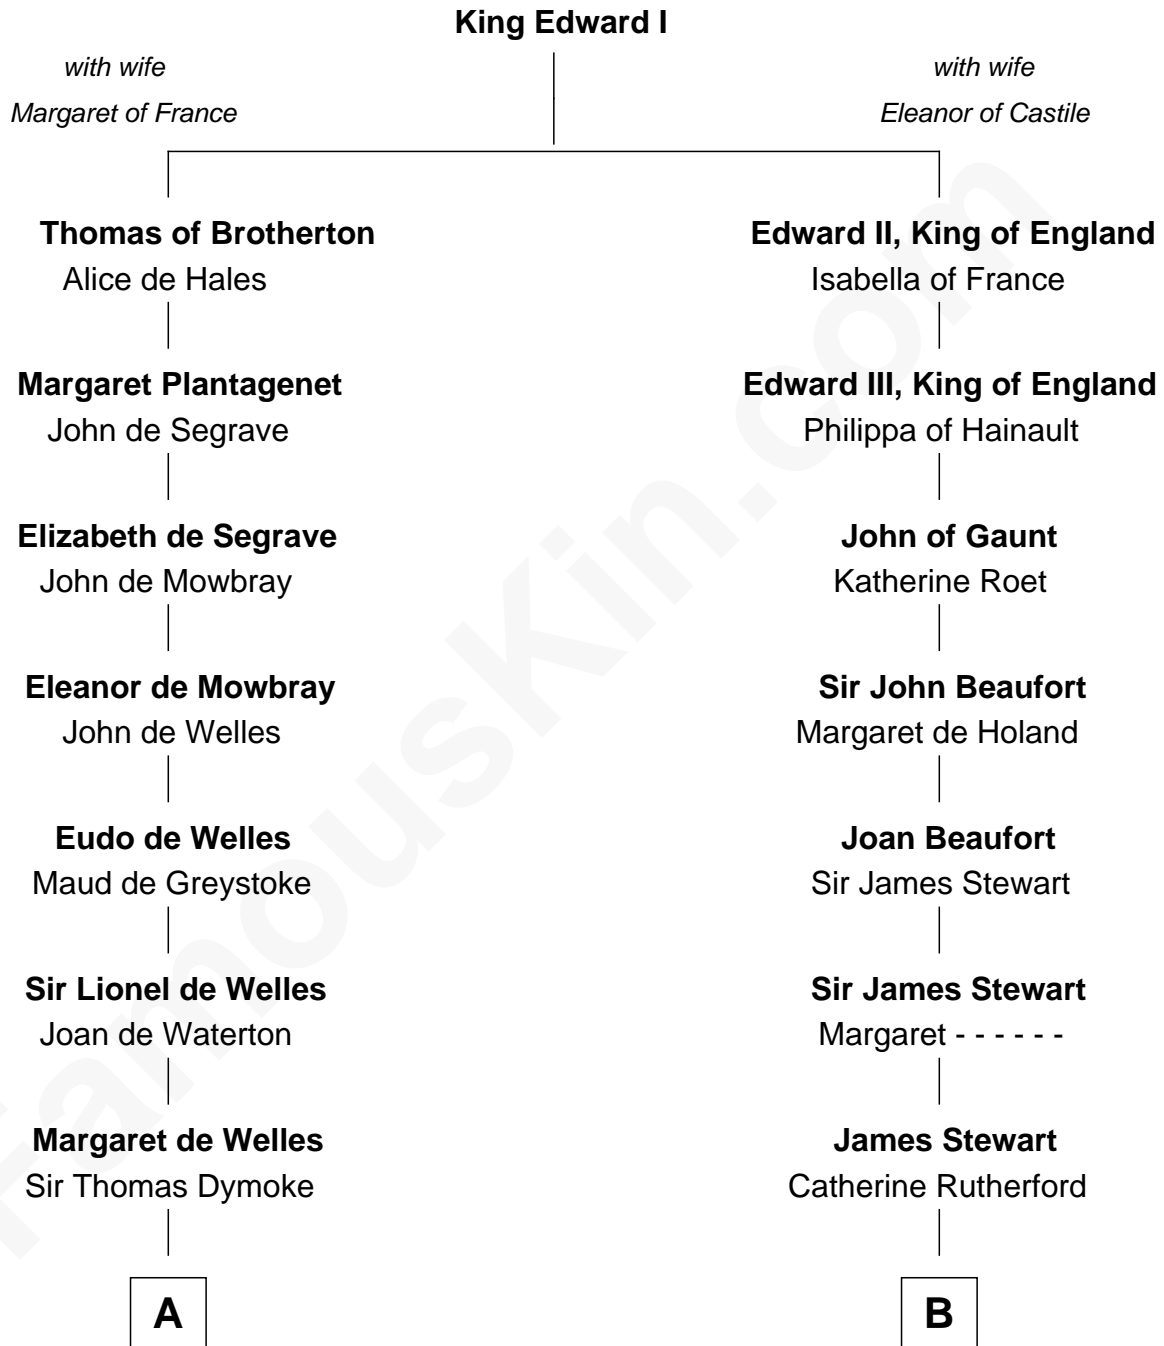 King Edward I
with wife
Margaret of France
with wife
Eleanor of Castile
Thomas of Brotherton
Alice de Hales
Edward II, King of England
Isabella of France
Margaret Plantagenet
John de Segrave
Edward III, King of England
Philippa of Hainault
Elizabeth de Segrave
John de Mowbray
John of Gaunt
Katherine Roet
Eleanor de Mowbray
John de Welles
Sir John Beaufort
Margaret de Holand
Eudo de Welles
Maud de Greystoke
Joan Beaufort
Sir James Stewart
Sir Lionel de Welles
Joan de Waterton
Sir James Stewart
Margaret - - - - - -
Margaret de Welles
Sir Thomas Dymoke
James Stewart
Catherine Rutherford
A
B
FamousKin.com